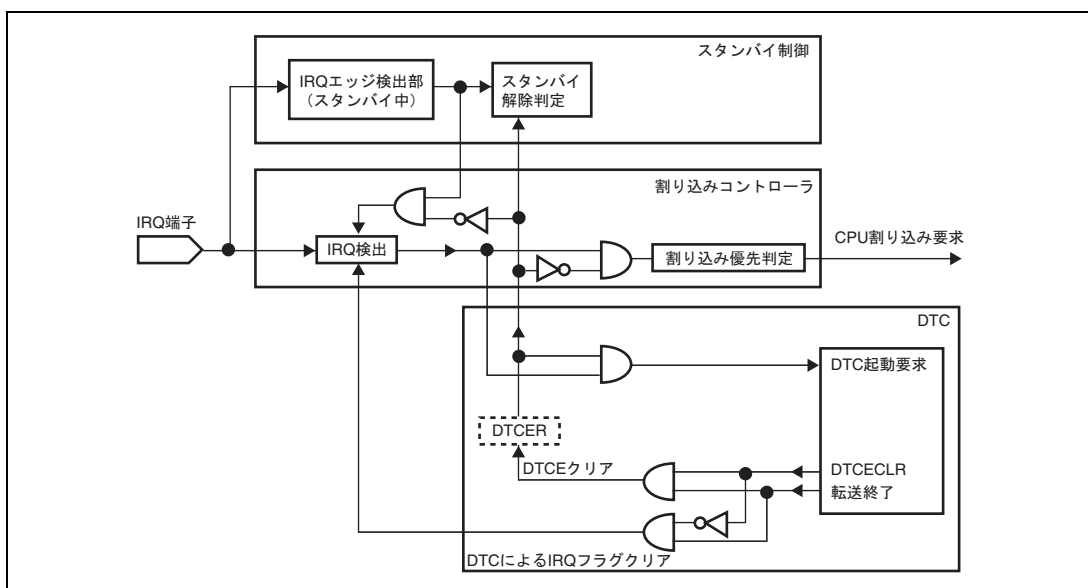 スタンバイ制御
IRQエッジ検出部
（スタンバイ中）
スタンバイ
解除判定
割り込みコントローラ
IRQ端子
IRQ検出
割り込み優先判定
CPU割り込み要求
DTC
DTC起動要求
DTCER
DTCEクリア
DTCECLR
転送終了
DTCによるIRQフラグクリア